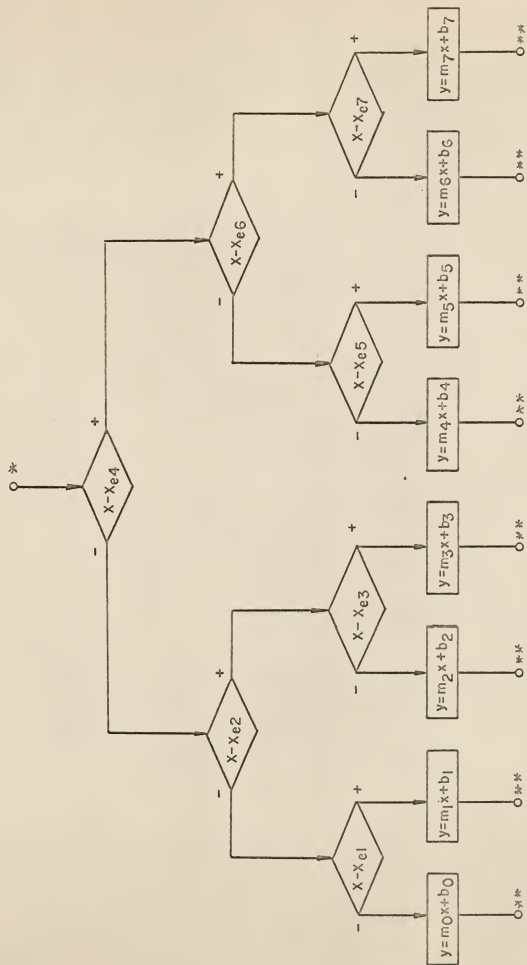 *
X-Xe4
- +
X-Xe2
- +
X-Xe6
- +
X-Xe1
- +
X-Xe3
- +
X-Xe5
- +
X-Xe7
- +
y=m0x+b0
y=m1x+b1
y=m2x+b2
y=m3x+b3
y=m4x+b4
y=m5x+b5
y=m6x+b6
y=m7x+b7
**
**
**
**
**
**
**
**